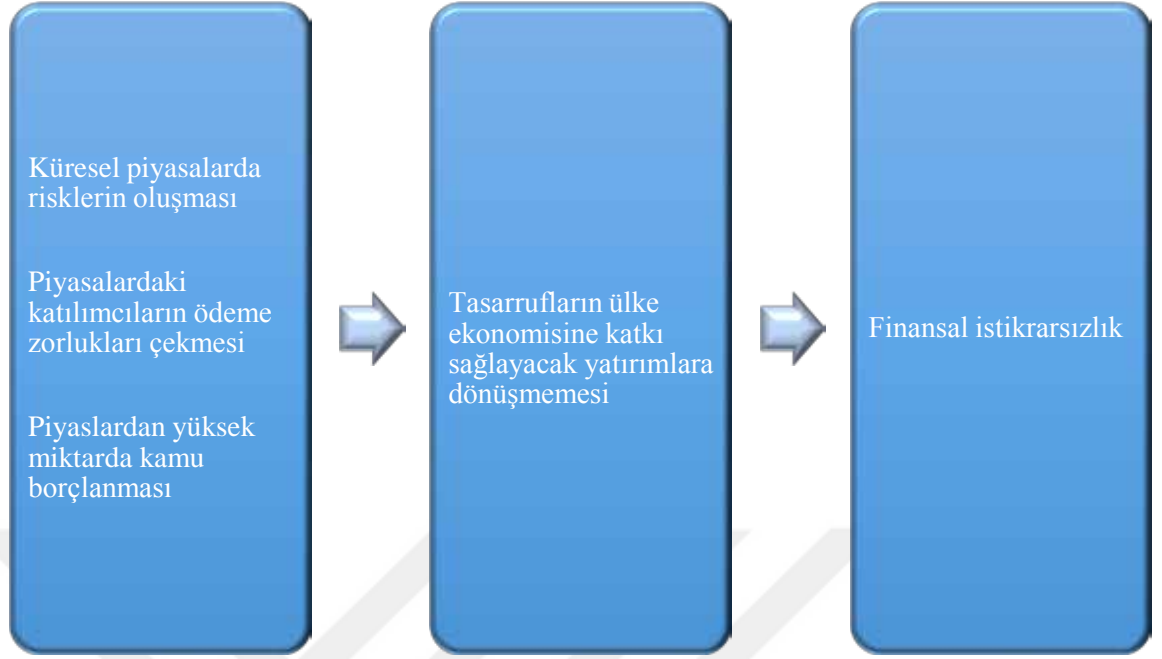 Küresel piyasalarda
risklerin oluşması
Piyasalardaki
katılımcıların ödeme
zorlukları çekmesi
Piyaslardan yüksek
miktarda kamu
borçlanması
Tasarrufların ülke
ekonomisine katkı
sağlayacak yatırımlara
dönüşmemesi
Finansal istikrarsızlık